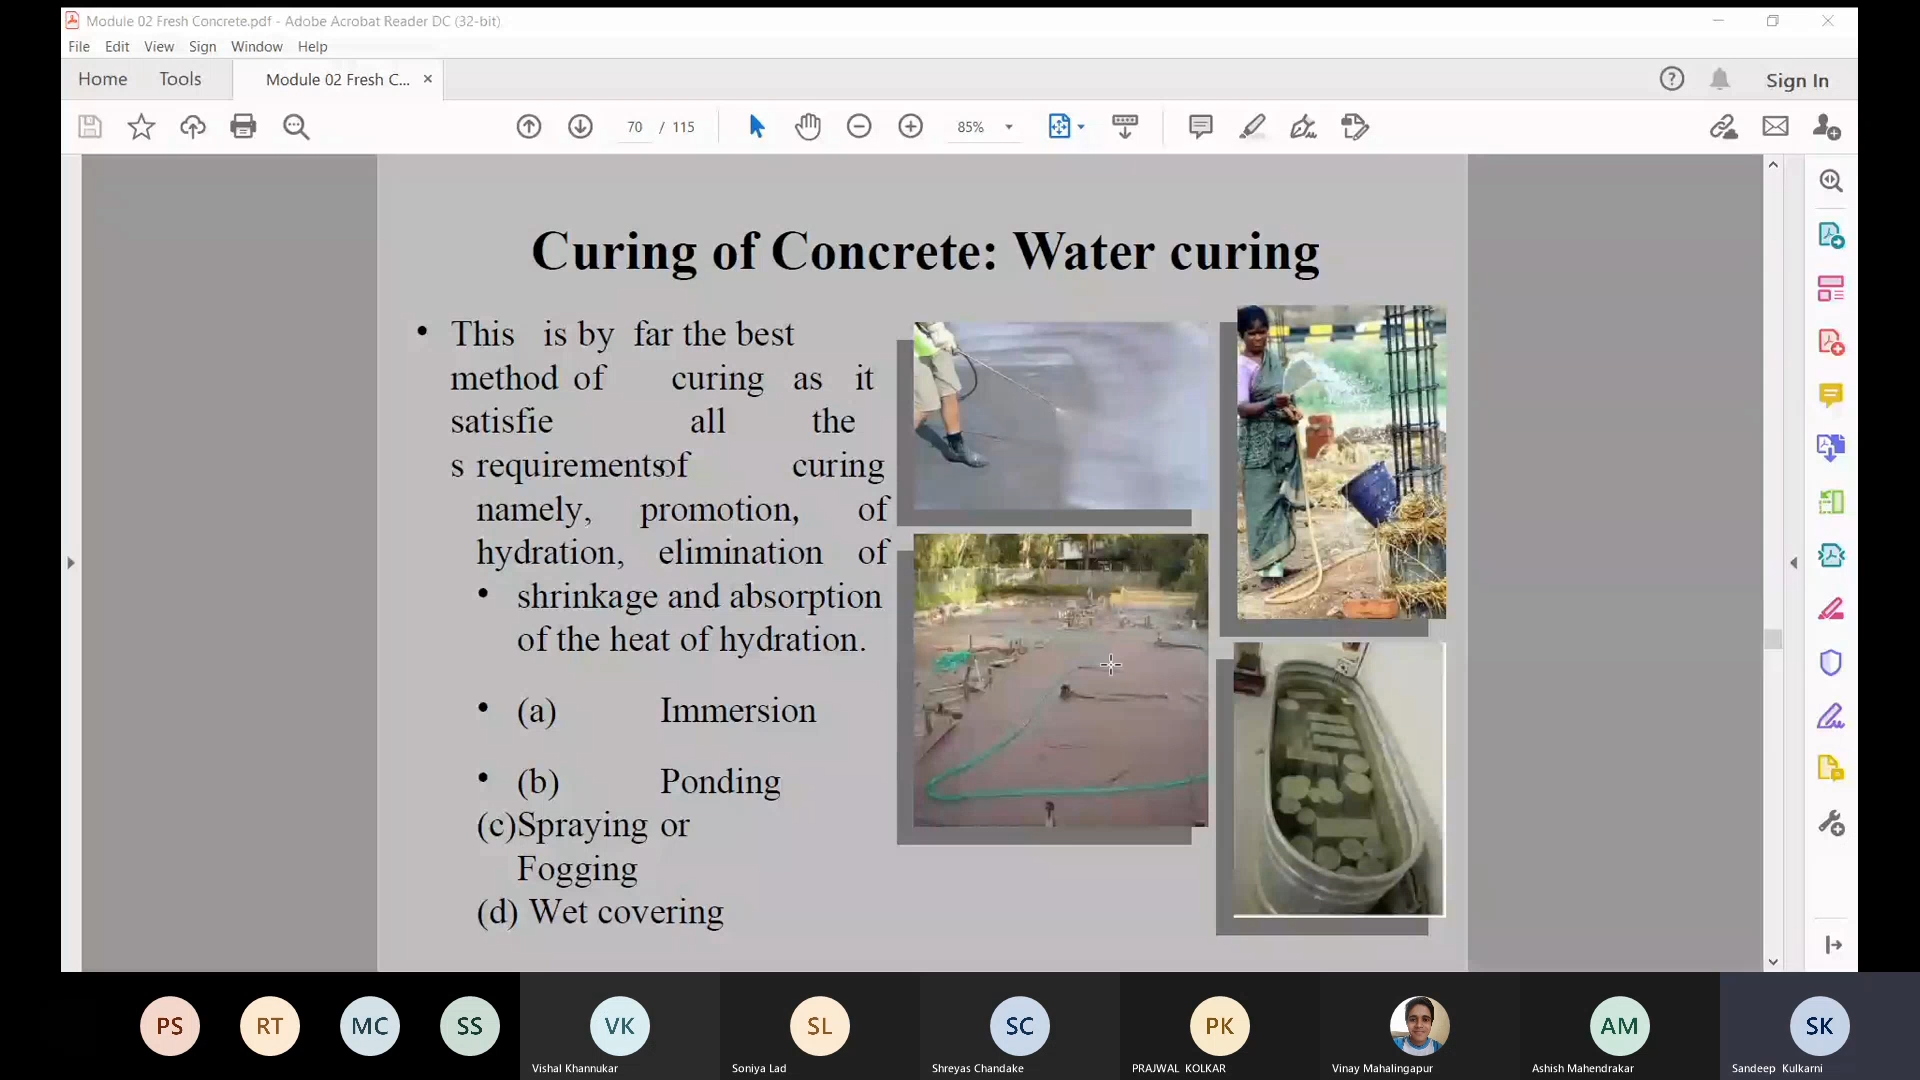 Module 02 Fresh Concrete.pdf - Adobe Acrobat Reader DC (32-bit)
File Edit View Sign Window Help
Home Tools Module 02 Fresh C... × Sign In
70 / 115 85%
Curing of Concrete: Water curing
• This is by far the best
method of curing as it
satisfie all the
s requirements of curing
namely, promotion, of
hydration, elimination of
• shrinkage and absorption
of the heat of hydration.
• (a) Immersion
• (b) Ponding
(c)Spraying or
Fogging
(d) Wet covering
PS RT MC SS VK SL SC PK AM SK
Vishal Khannukar Soniya Lad Shreyas Chandake PRAJWAL KOLKAR Vinay Mahalingapur Ashish Mahendrakar Sandeep Kulkarni